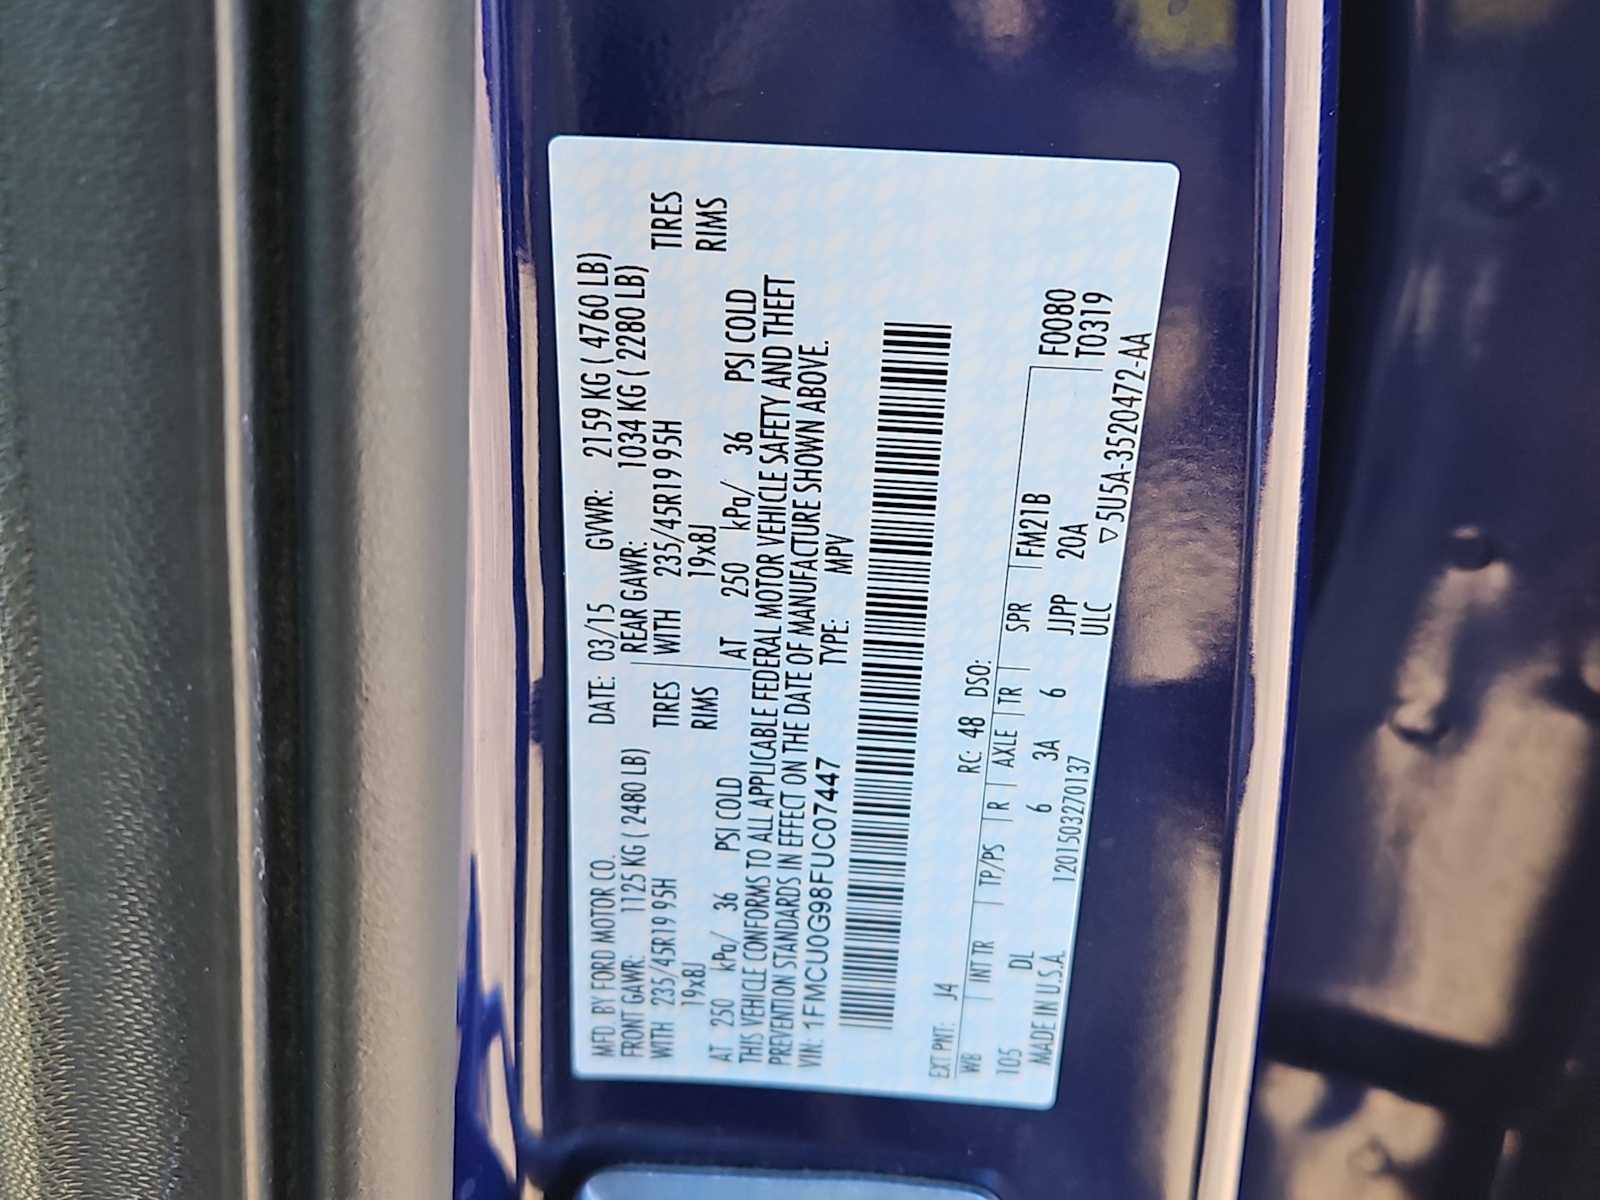 MFD. BY FORD MOTOR CO. DATE: 03/15 GVWR: 2159 KG ( 4760 LB)
FRONT GAWR: 1125 KG ( 2480 LB) REAR GAWR: 1034 KG ( 2280 LB)
WITH 235/45R19 95H TIRES WITH 235/45R19 95H TIRES
19x8J RIMS 19x8J RIMS
AT 250 kPa/ 36 PSI COLD AT 250 kPa/ 36 PSI COLD
THIS VEHICLE CONFORMS TO ALL APPLICABLE FEDERAL MOTOR VEHICLE SAFETY AND THEFT
PREVENTION STANDARDS IN EFFECT ON THE DATE OF MANUFACTURE SHOWN ABOVE.
VIN: 1FMCU0G98FUC07447 TYPE: MPV
EXT PNT: J4 RC: 48 DSO: F0080
WB INT TR TP/PS R AXLE TR SPR FM21B T0319
105 DL 6 3A 6 JJPP 20A
MADE IN U.S.A. 1201503270137 ULC ▽5U5A-3520472-AA